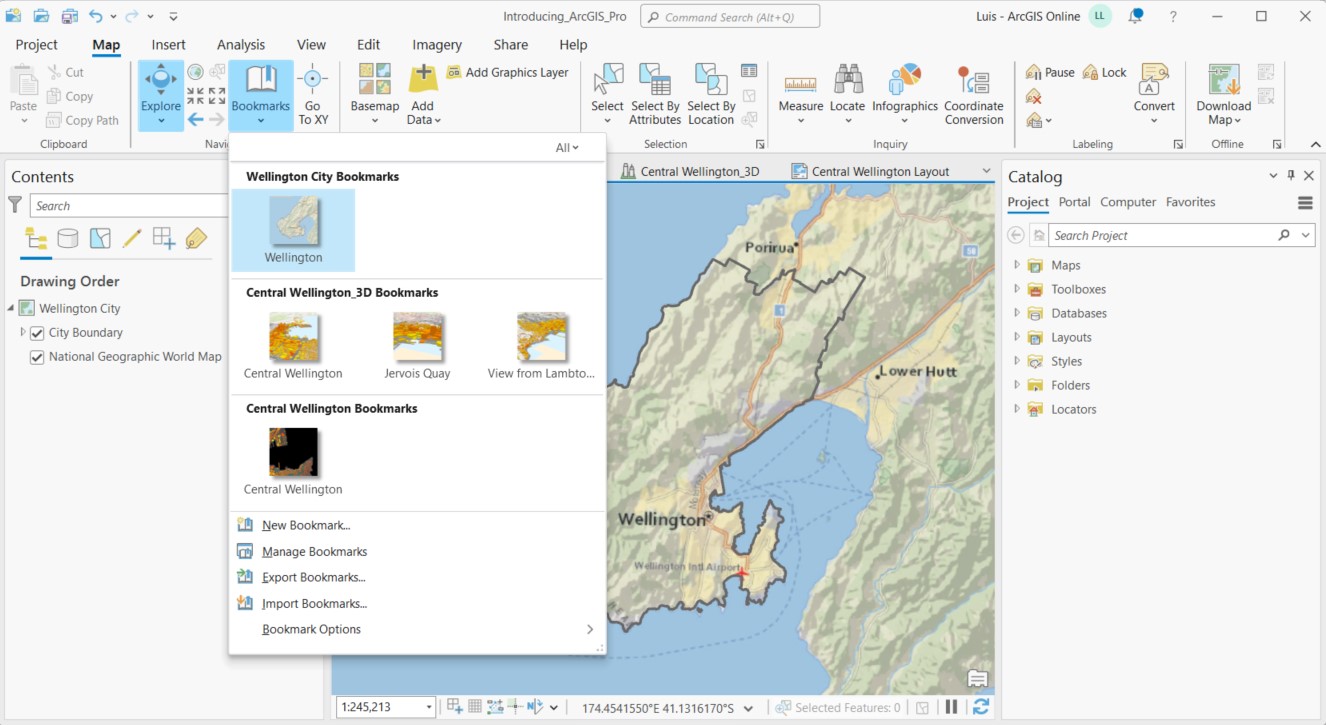 Introducing_ArcGIS_Pro
Command Search (Alt+Q)
Luis - ArcGIS Online
LL
?
Project Map Insert Analysis View Edit Imagery Share Help
Paste
Cut
Copy
Copy Path
Clipboard
Explore
Bookmarks
Go
To XY
Navi
Basemap
Add
Data
Add Graphics Layer
Select
Select By
Attributes
Select By
Location
Selection
Measure
Locate
Infographics
Coordinate
Conversion
Inquiry
Pause
Lock
Convert
Labeling
Download
Map
Offline
Contents
Search
Drawing Order
Wellington City
City Boundary
National Geographic World Map
All
Wellington City Bookmarks
Wellington
Central Wellington_3D Bookmarks
Central Wellington
Jervois Quay
View from Lambto...
Central Wellington Bookmarks
Central Wellington
New Bookmark...
Manage Bookmarks
Export Bookmarks...
Import Bookmarks...
Bookmark Options
Central Wellington_3D
Central Wellington Layout
Porirua
58
1
Lower Hutt
Wellington
Wellington Intl Airport
1:245,213
174.4541550°E 41.1316170°S
Selected Features: 0
Catalog
Project Portal Computer Favorites
Search Project
Maps
Toolboxes
Databases
Layouts
Styles
Folders
Locators